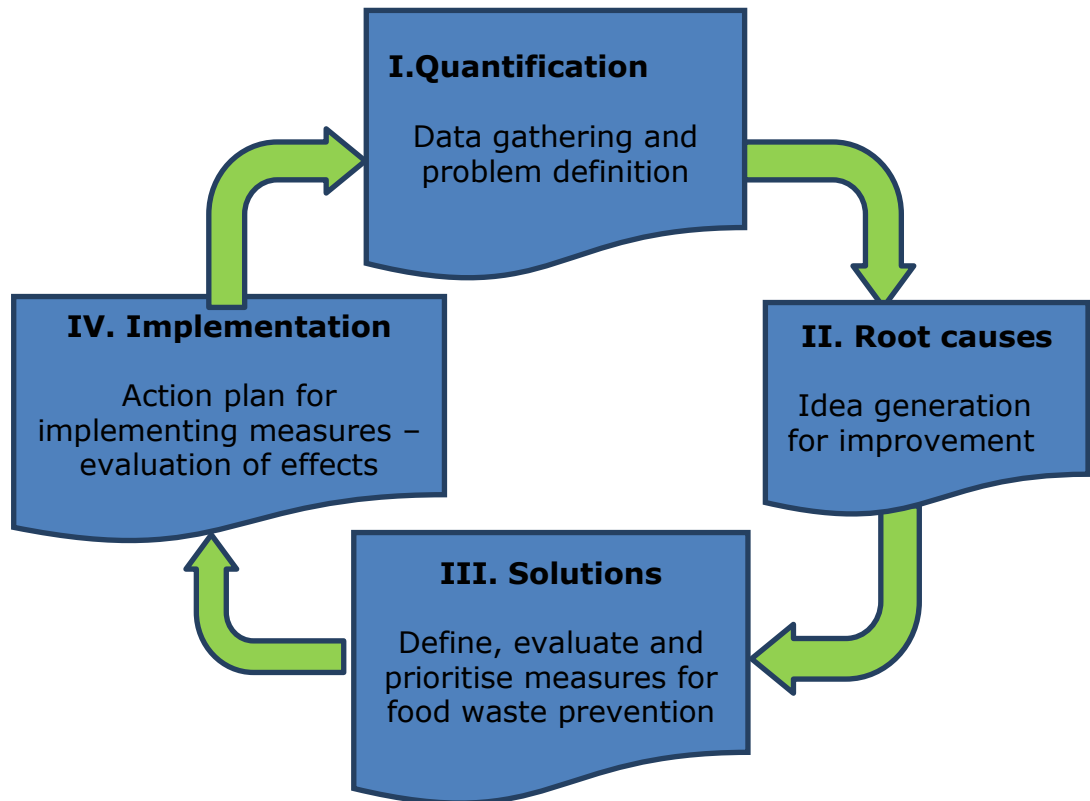 I.Quantification
Data gathering and
problem definition
II. Root causes
Idea generation
for improvement
III. Solutions
Define, evaluate and
prioritise measures for
food waste prevention
IV. Implementation
Action plan for
implementing measures –
evaluation of effects